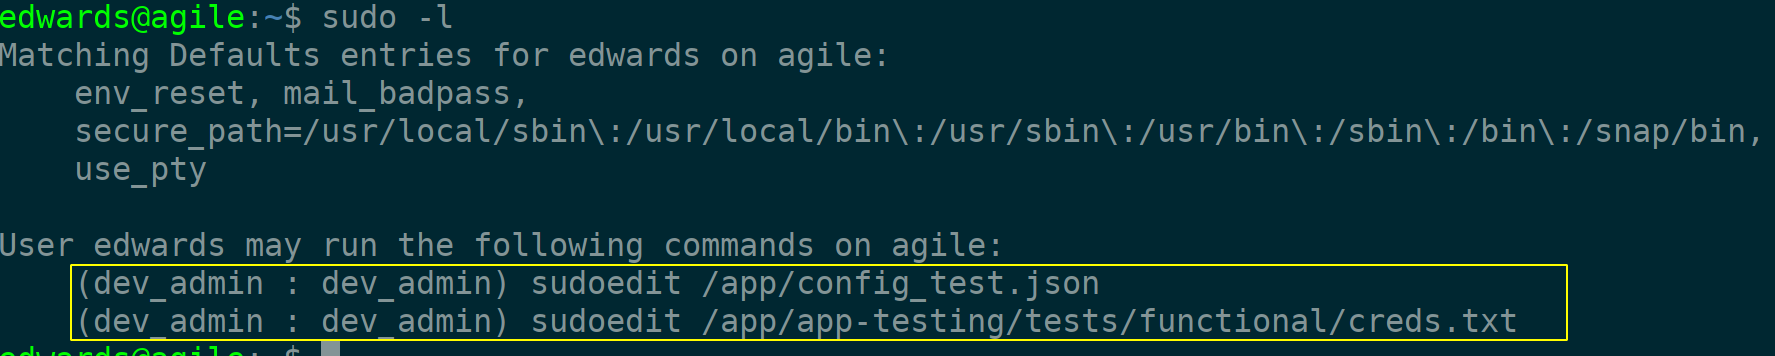 edwards@agile:~$ sudo -l
Matching Defaults entries for edwards on agile:
    env_reset, mail_badpass,
    secure_path=/usr/local/sbin\:/usr/local/bin\:/usr/sbin\:/usr/bin\:/sbin\:/bin\:/snap/bin,
    use_pty

User edwards may run the following commands on agile:
    (dev_admin : dev_admin) sudoedit /app/config_test.json
    (dev_admin : dev_admin) sudoedit /app/app-testing/tests/functional/creds.txt
edwards@agile:~$